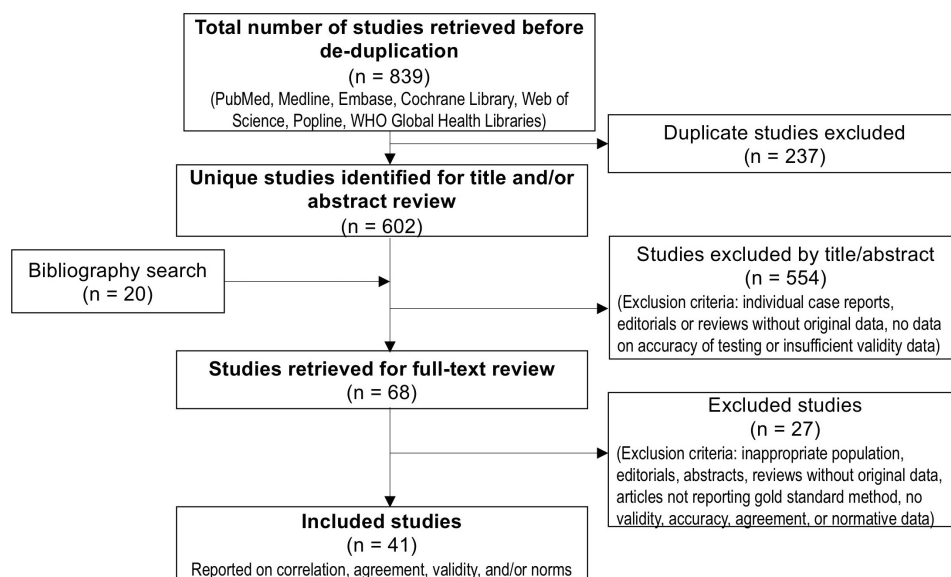 Total number of studies retrieved before
de-duplication
(n = 839)
(PubMed, Medline, Embase, Cochrane Library, Web of
Science, Popline, WHO Global Health Libraries)
Duplicate studies excluded
(n = 237)
Unique studies identified for title and/or
abstract review
(n = 602)
Bibliography search
(n = 20)
Studies excluded by title/abstract
(n = 554)
(Exclusion criteria: individual case reports,
editorials or reviews without original data, no data
on accuracy of testing or insufficient validity data)
Studies retrieved for full-text review
(n = 68)
Excluded studies
(n = 27)
(Exclusion criteria: inappropriate population,
editorials, abstracts, reviews without original data,
articles not reporting gold standard method, no
validity, accuracy, agreement, or normative data)
Included studies
(n = 41)
Reported on correlation, agreement, validity, and/or norms